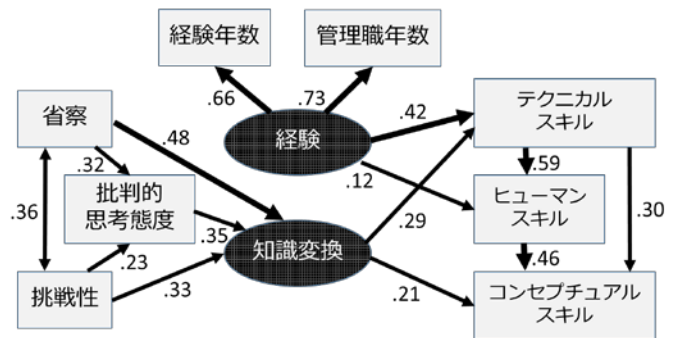 経験年数
管理職年数
.66
.73
省察
.48
経験
.42
テクニカル
スキル
.32
.12
.59
批判的
思考態度
ヒューマン
スキル
.36
.35
.29
.30
.23
知識変換
.46
挑戦性
.33
.21
コンセプチュアル
スキル